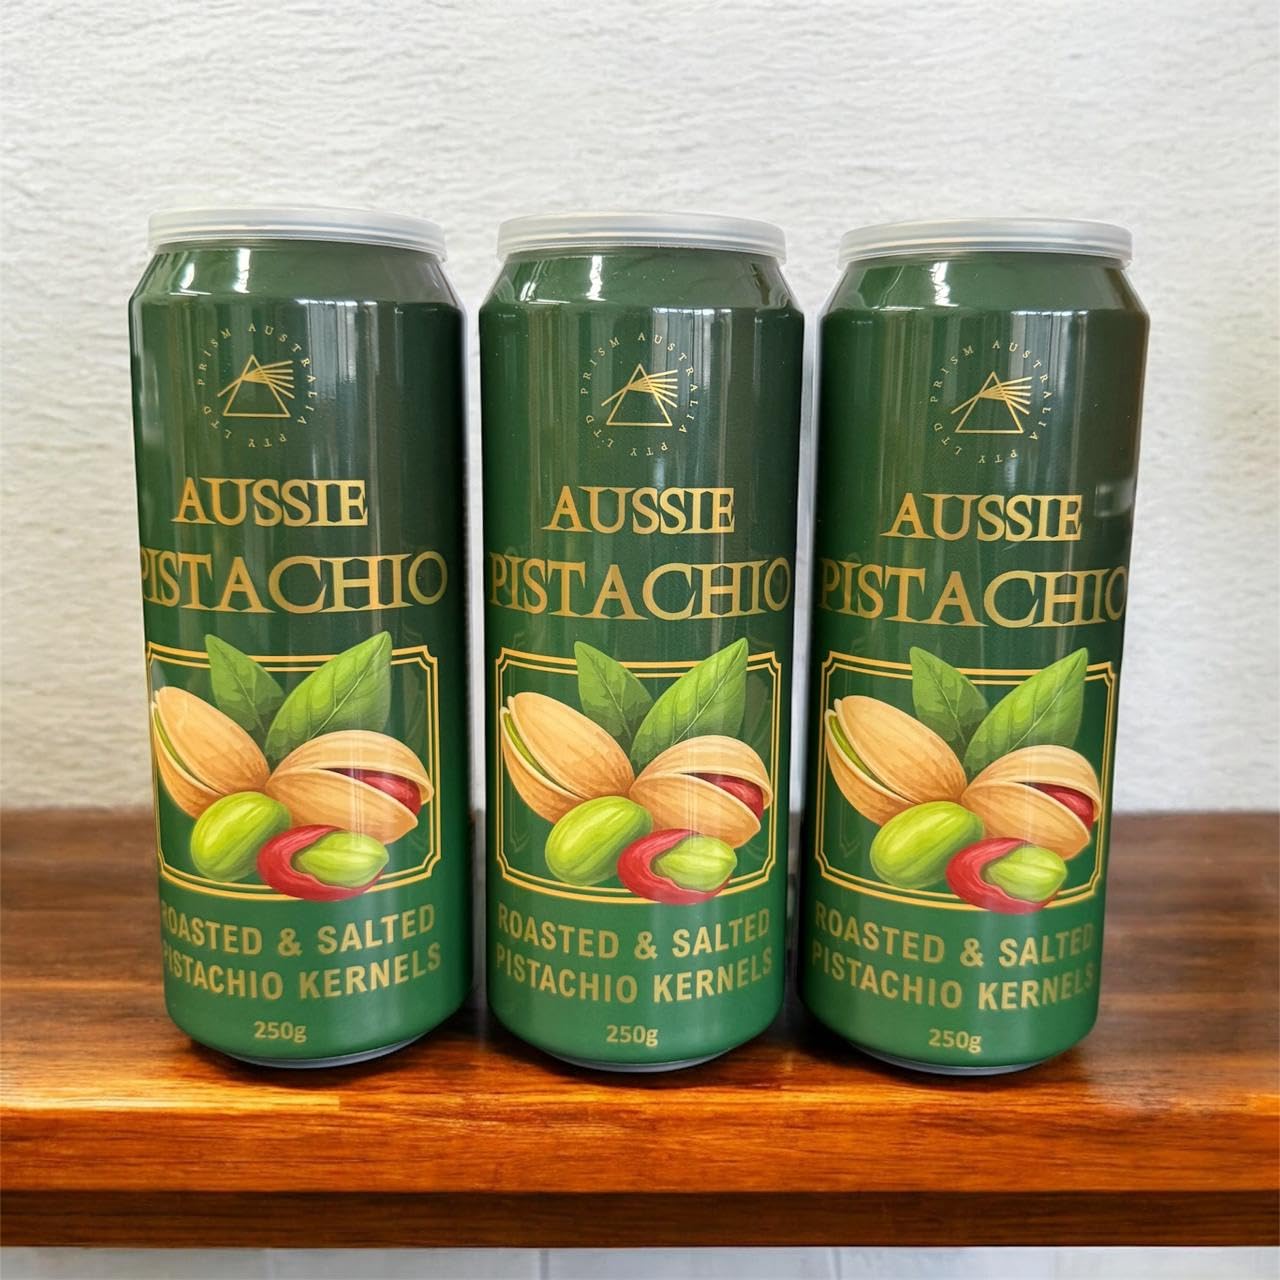 PRISM AUSTRALIA PTY LTD
AUSSIE
PISTACHIO
ROASTED & SALTED
PISTACHIO KERNELS
250g
PRISM AUSTRALIA PTY LTD
AUSSIE
PISTACHIO
ROASTED & SALTED
PISTACHIO KERNELS
250g
PRISM AUSTRALIA PTY LTD
AUSSIE
PISTACHIO
ROASTED & SALTED
PISTACHIO KERNELS
250g